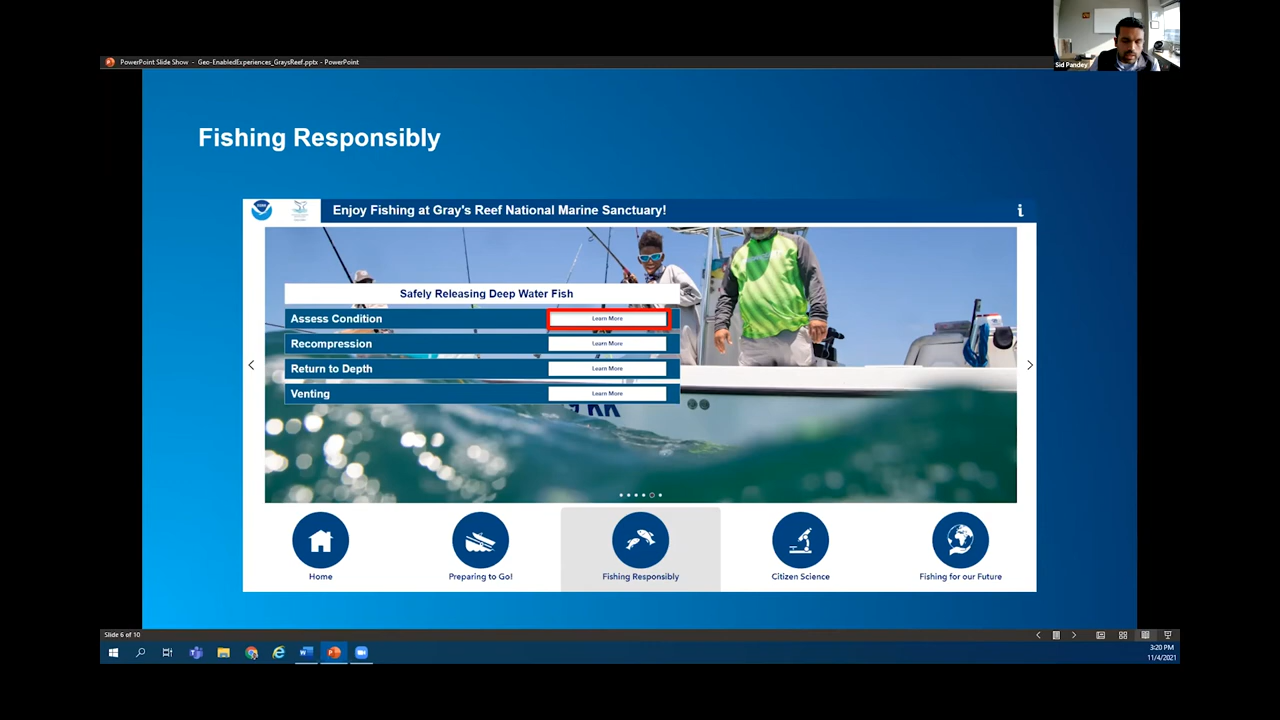 PowerPoint Slide Show - Geo-EnabledExperiences_GraysReef.pptx - PowerPoint
Sid Pandey
Fishing Responsibly
Enjoy Fishing at Gray's Reef National Marine Sanctuary!
Safely Releasing Deep Water Fish
Assess Condition Learn More
Recompression Learn More
Return to Depth Learn More
Venting Learn More
Home
Preparing to Go!
Fishing Responsibly
Citizen Science
Fishing for our Future
Slide 6 of 10
3:20 PM
11/4/2021